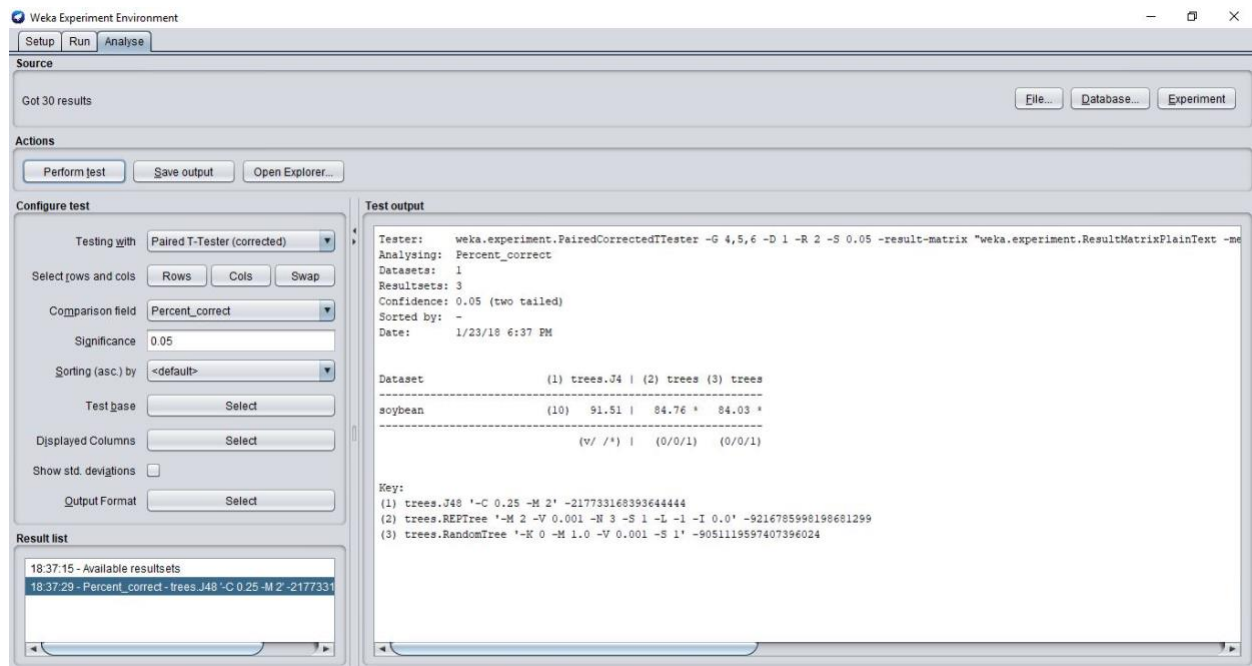 Weka Experiment Environment
Setup Run Analyse
Source
Got 30 results
File... Database... Experiment
Actions
Perform test Save output Open Explorer...
Configure test
Testing with Paired T-Tester (corrected)
Select rows and cols Rows Cols Swap
Comparison field Percent_correct
Significance 0.05
Sorting (asc.) by <default>
Test base Select
Displayed Columns Select
Show std. deviations
Output Format Select
Result list
18:37:15 - Available resultsets
18:37:29 - Percent_correct - trees.J48 '-C 0.25 -M 2' -2177331
Test output
Tester: weka.experiment.PairedCorrectedTTester -G 4,5,6 -D 1 -R 2 -S 0.05 -result-matrix "weka.experiment.ResultMatrixPlainText -me
Analysing: Percent_correct
Datasets: 1
Resultsets: 3
Confidence: 0.05 (two tailed)
Sorted by: -
Date: 1/23/18 6:37 PM
Dataset (1) trees.J4 | (2) trees (3) trees
soybean (10) 91.51 | 84.76 * 84.03 *
(v/ /*) | (0/0/1) (0/0/1)
Key:
(1) trees.J48 '-C 0.25 -M 2' -217733168393644444
(2) trees.REPTree '-M 2 -V 0.001 -N 3 -S 1 -L -1 -I 0.0' -9216785998198681299
(3) trees.RandomTree '-K 0 -M 1.0 -V 0.001 -S 1' -9051119597407396024